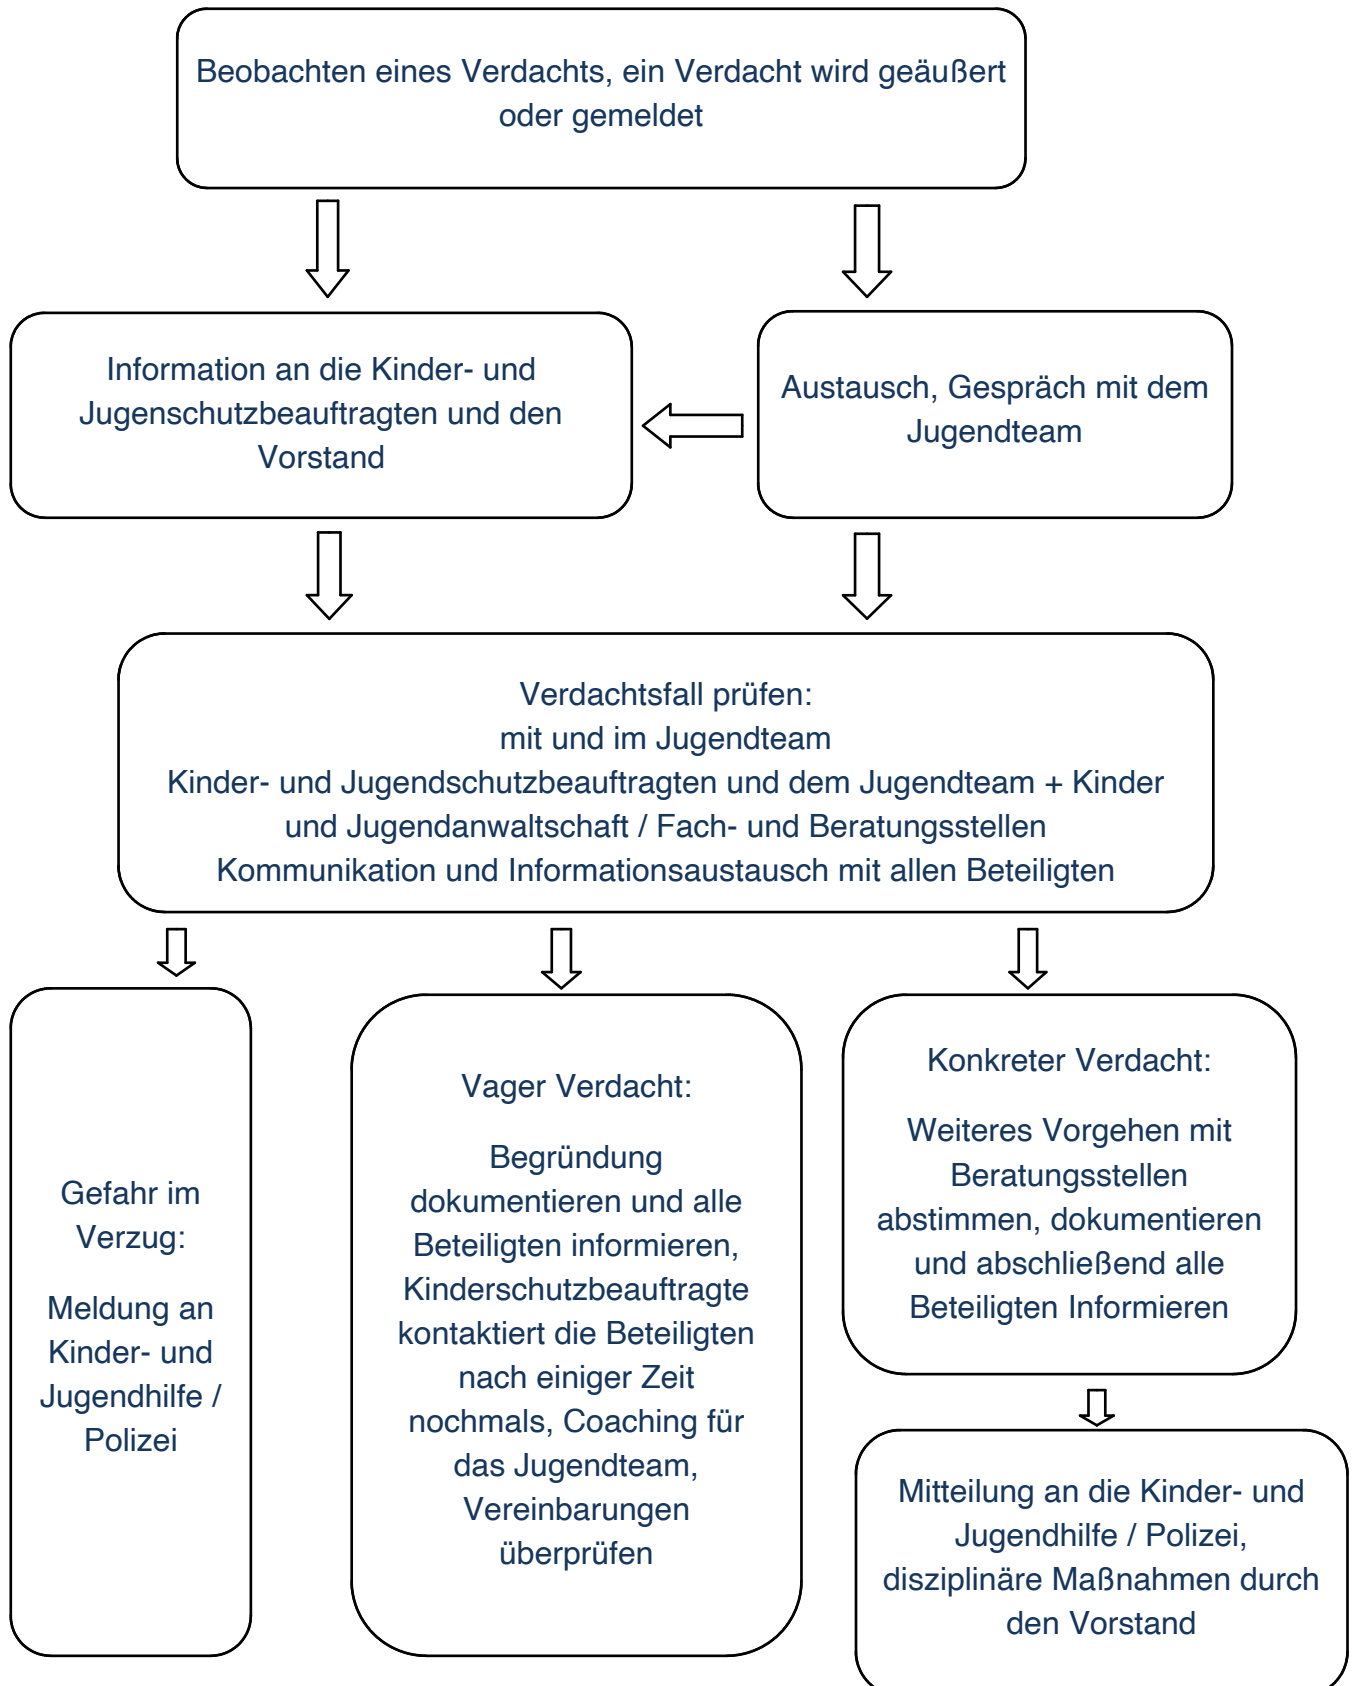 Beobachten eines Verdachts, ein Verdacht wird geäußert
oder gemeldet
Information an die Kinder- und
Jugenschutzbeauftragten und den
Vorstand
Austausch, Gespräch mit dem
Jugendteam
Verdachtsfall prüfen:
mit und im Jugendteam
Kinder- und Jugendschutzbeauftragten und dem Jugendteam + Kinder
und Jugendanwaltschaft / Fach- und Beratungsstellen
Kommunikation und Informationsaustausch mit allen Beteiligten
Gefahr im
Verzug:
Meldung an
Kinder- und
Jugendhilfe /
Polizei
Vager Verdacht:
Begründung
dokumentieren und alle
Beteiligten informieren,
Kinderschutzbeauftragte
kontaktiert die Beteiligten
nach einiger Zeit
nochmals, Coaching für
das Jugendteam,
Vereinbarungen
überprüfen
Konkreter Verdacht:
Weiteres Vorgehen mit
Beratungsstellen
abstimmen, dokumentieren
und abschließend alle
Beteiligten Informieren
Mitteilung an die Kinder- und
Jugendhilfe / Polizei,
disziplinäre Maßnahmen durch
den Vorstand